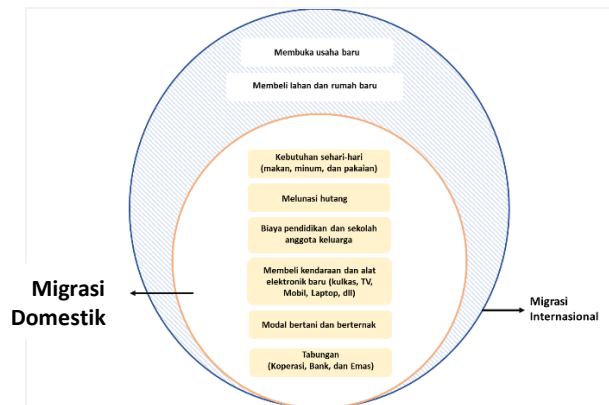 Membuka usaha baru
Membeli lahan dan rumah baru
Kebutuhan sehari-hari
(makan, minum, dan pakaian)
Melunasi hutang
Biaya pendidikan dan sekolah
anggota keluarga
Membeli kendaraan dan alat
elektronik baru (kulkas, TV,
Mobil, Laptop, dll)
Modal bertani dan berternak
Tabungan
(Koperasi, Bank, dan Emas)
Migrasi
Domestik
Migrasi
Internasional